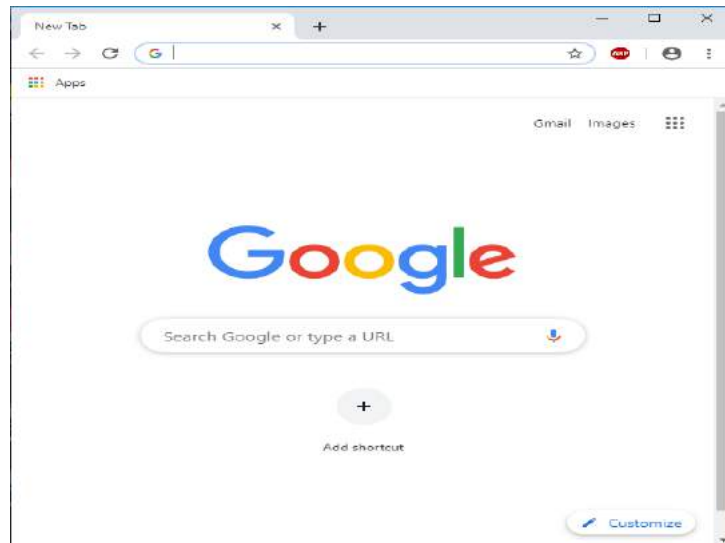 New Tab
Apps
Gmail Images
Google
Search Google or type a URL
Add shortcut
Customize